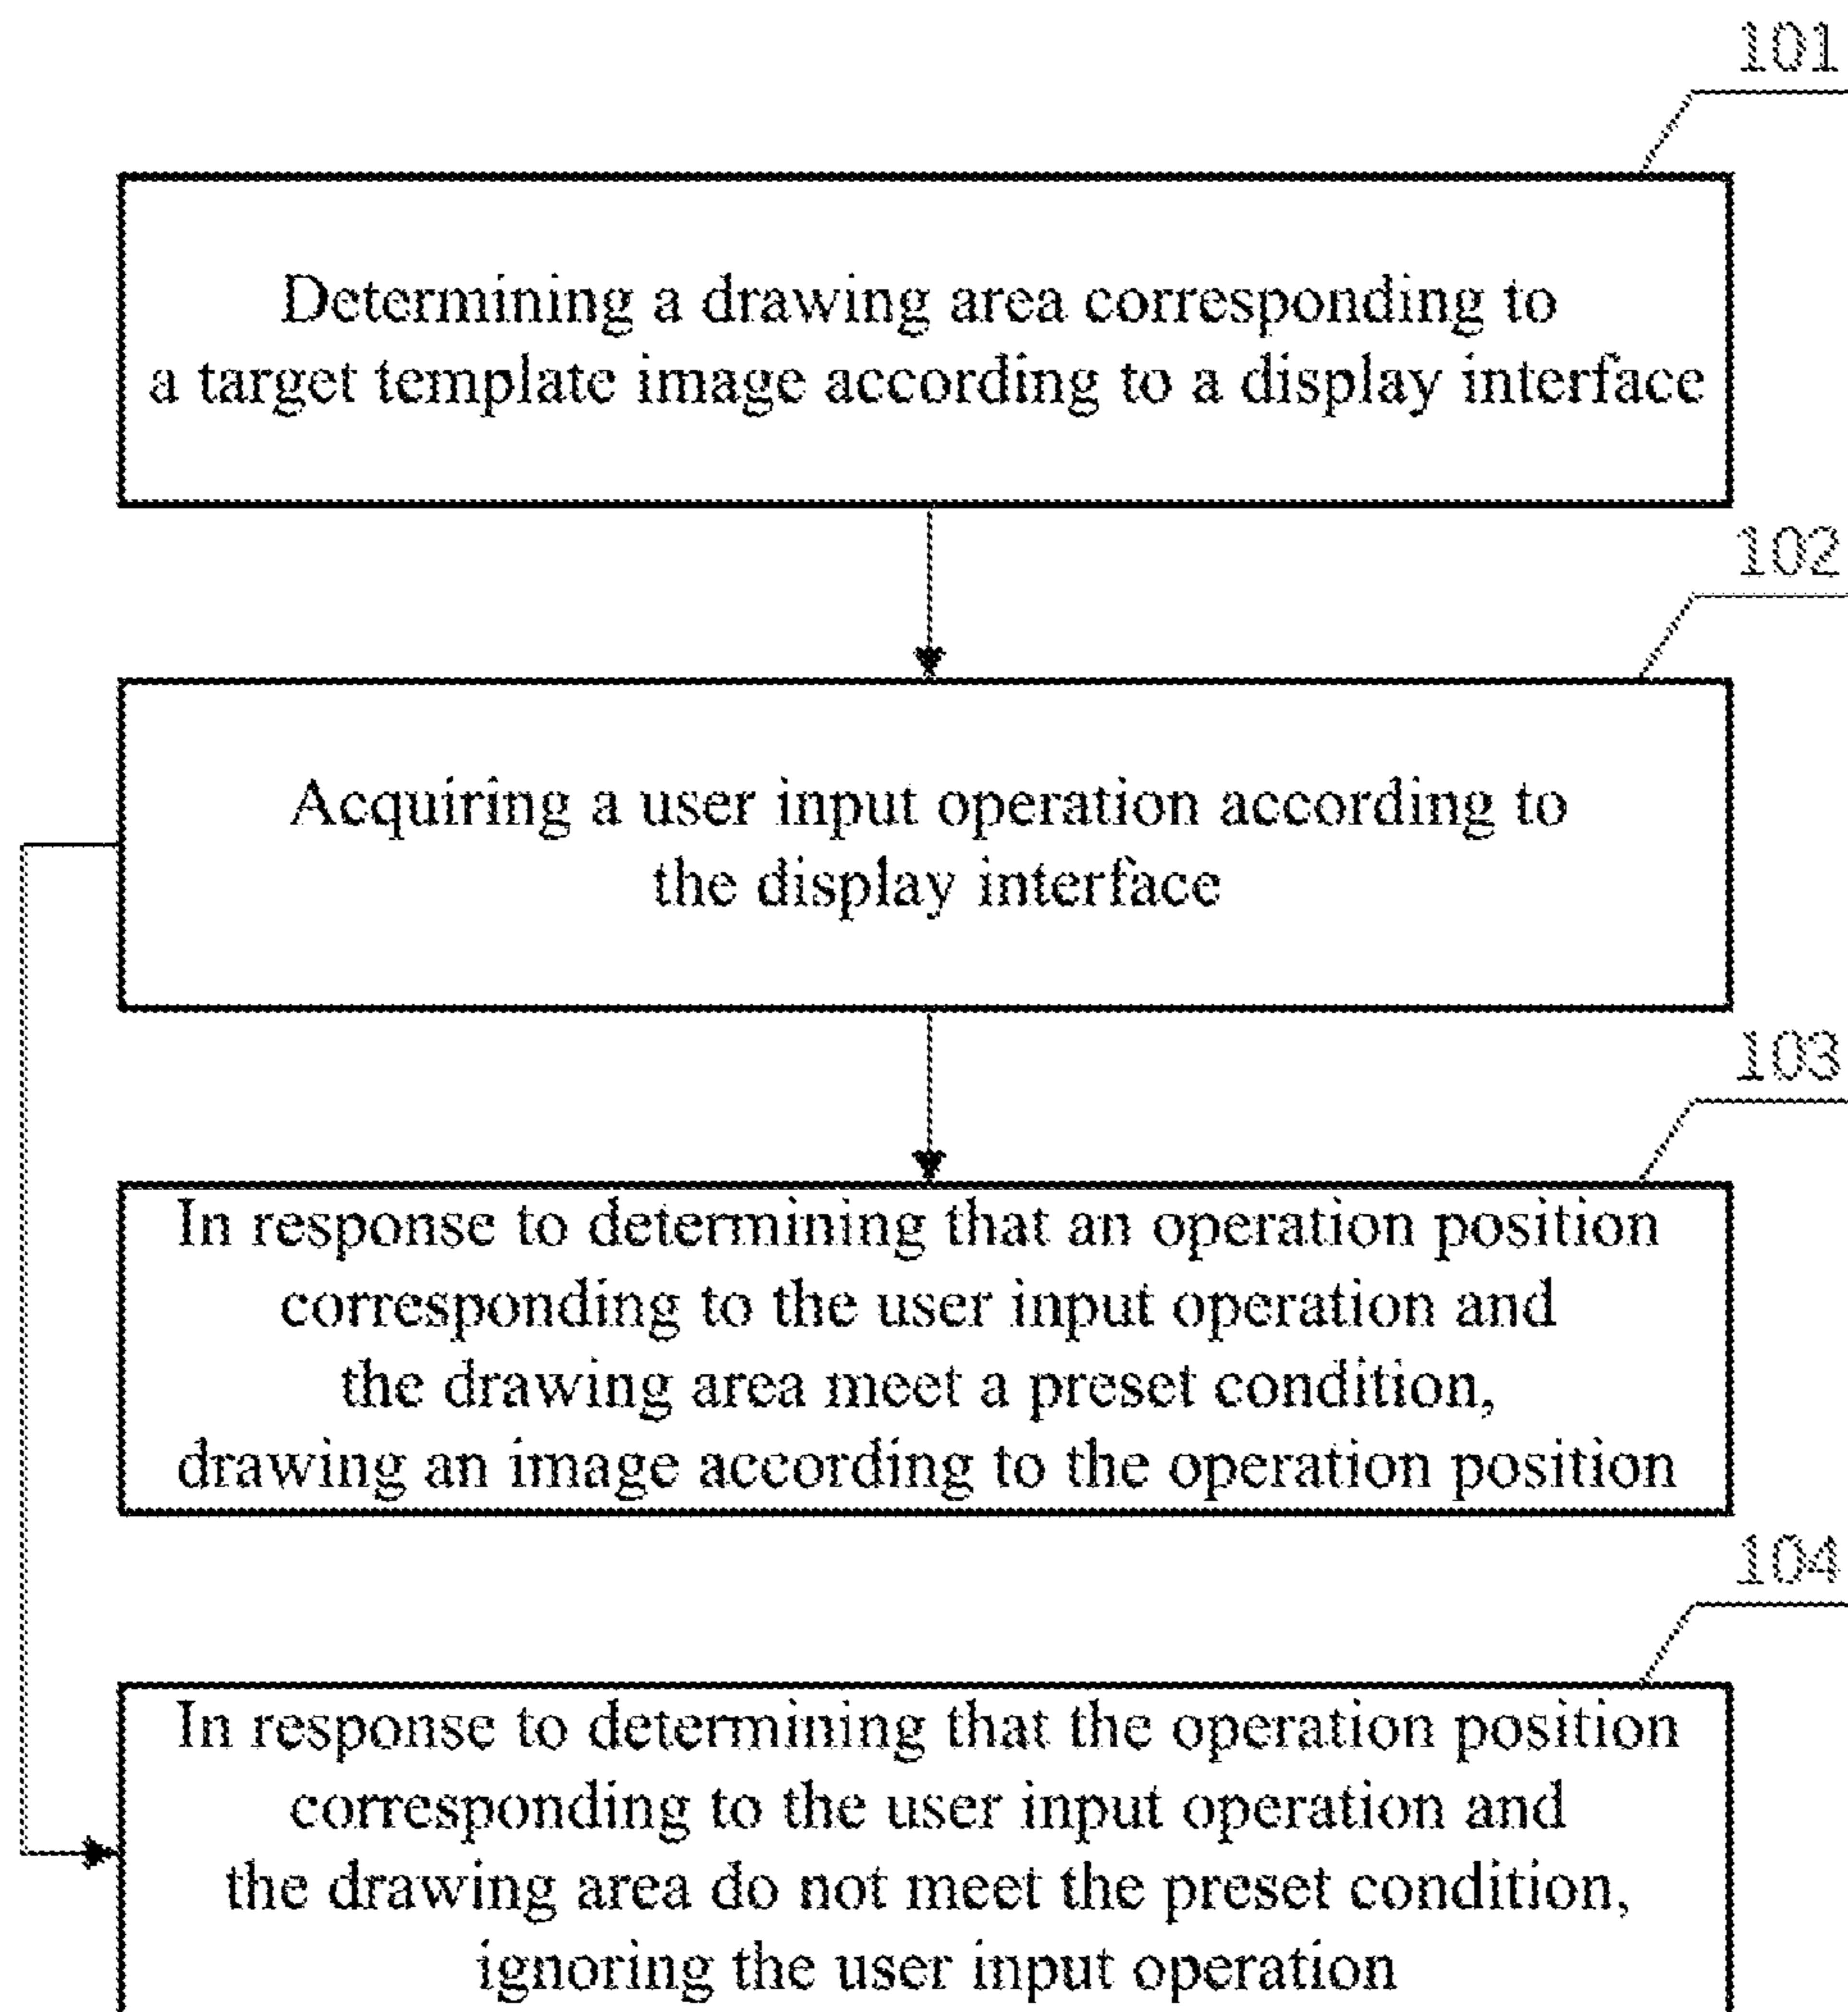 101
Determining a drawing area corresponding to
a target template image according to a display interface
102
Acquiring a user input operation according to
the display interface
103
In response to determining that an operation position
corresponding to the user input operation and
the drawing area meet a preset condition,
drawing an image according to the operation position
104
In response to determining that the operation position
corresponding to the user input operation and
the drawing area do not meet the preset condition,
ignoring the user input operation